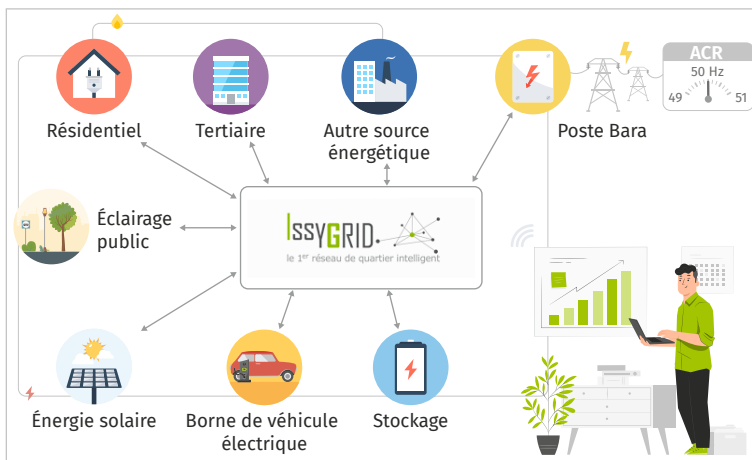 ACR
50 Hz
49
51
Résidentiel
Tertiaire
Autre source
énergétique
Poste Bara
Éclairage
public
IssyGRID.
le 1er réseau de quartier intelligent
Énergie solaire
Borne de véhicule
électrique
Stockage